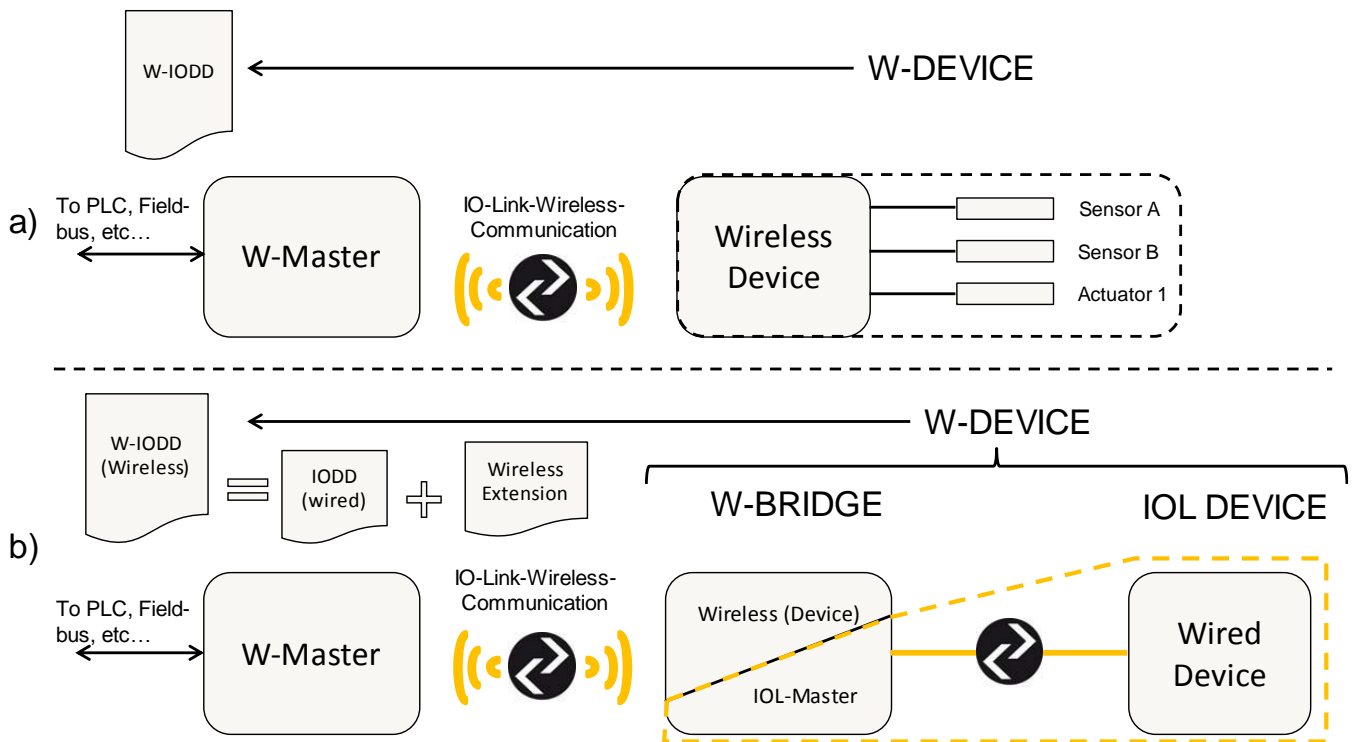 W-IODD
W-DEVICE
a)
To PLC, Field-
bus, etc…
W-Master
IO-Link-Wireless-
Communication
Wireless
Device
Sensor A
Sensor B
Actuator 1
W-DEVICE
W-IODD
(Wireless)
IODD
(wired)
Wireless
Extension
W-BRIDGE
IOL DEVICE
b)
To PLC, Field-
bus, etc…
W-Master
IO-Link-Wireless-
Communication
Wireless (Device)
IOL-Master
Wired
Device